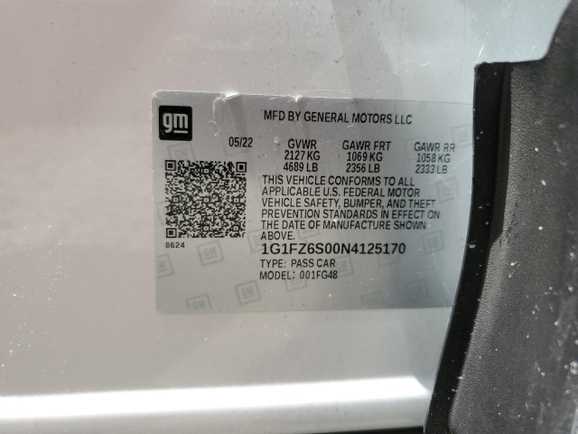 gm
MFD BY GENERAL MOTORS LLC
05/22 GVWR GAWR FRT GAWR RR
2127 KG 1069 KG 1058 KG
4689 LB 2356 LB 2333 LB
THIS VEHICLE CONFORMS TO ALL
APPLICABLE U.S. FEDERAL MOTOR
VEHICLE SAFETY, BUMPER, AND THEFT
PREVENTION STANDARDS IN EFFECT ON
THE DATE OF MANUFACTURE SHOWN
ABOVE.
8624
1G1FZ6S00N4125170
TYPE: PASS CAR
MODEL: 001FG48